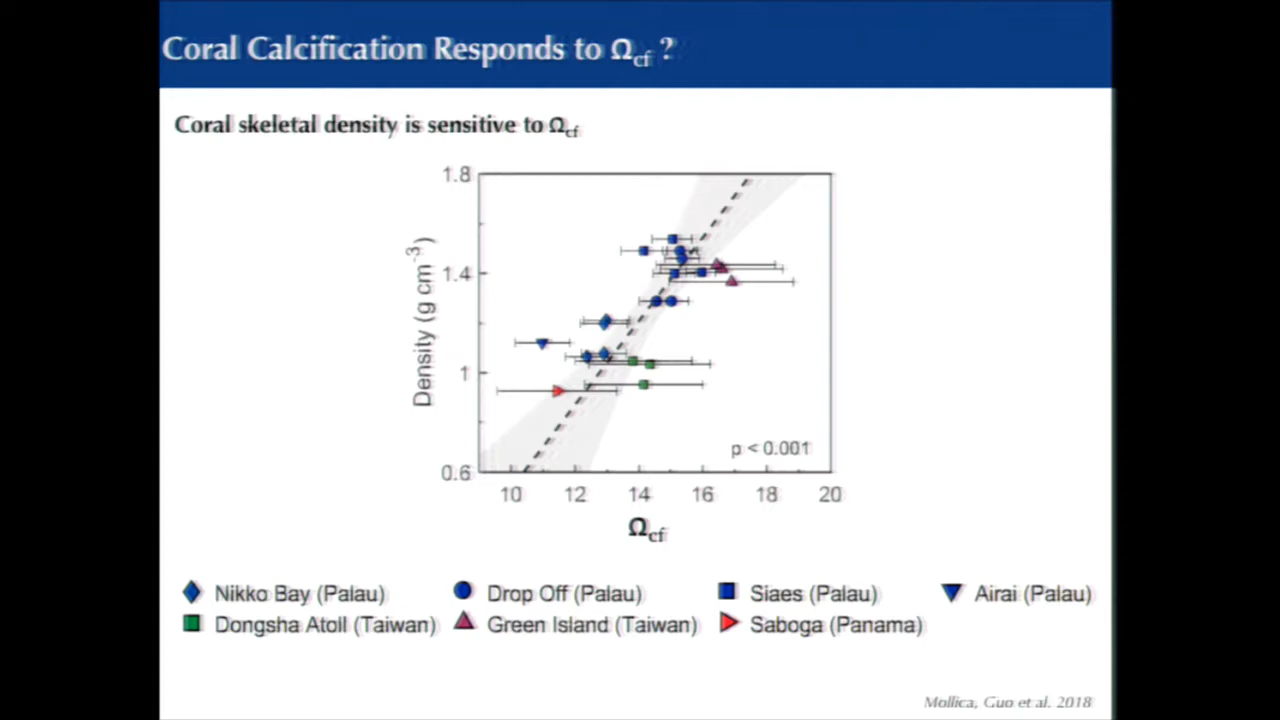 Coral Calcification Responds to Ωcf ?
Coral skeletal density is sensitive to Ωcf
1.8
1.4
1
0.6
Density (g cm-3)
p < 0.001
10 12 14 16 18 20
Ωcf
Nikko Bay (Palau) Drop Off (Palau) Siaes (Palau) Airai (Palau)
Dongsha Atoll (Taiwan) Green Island (Taiwan) Saboga (Panama)
Mollica, Guo et al. 2018